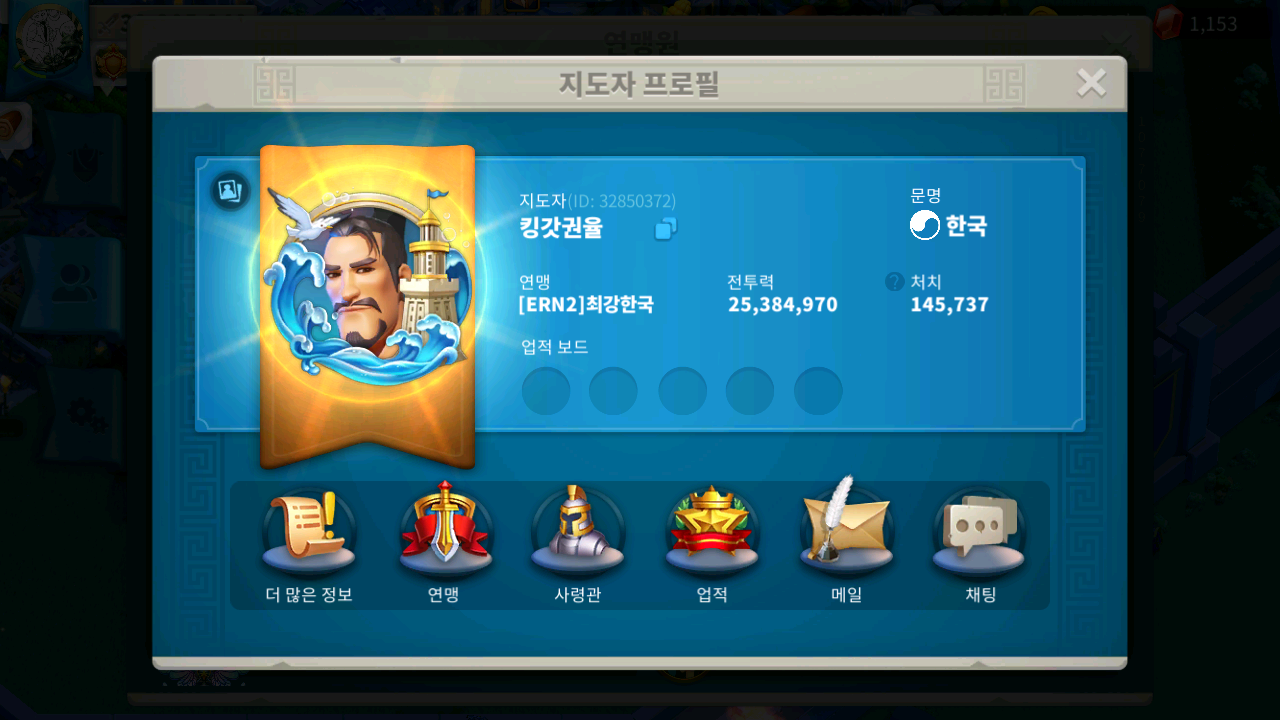 연맹원
1,153
지도자 프로필
지도자(ID: 32850372)
킹갓권율
문명
한국
연맹
[ERN2]최강한국
전투력
25,384,970
?
처치
145,737
업적 보드
더 많은 정보
연맹
사령관
업적
메일
채팅